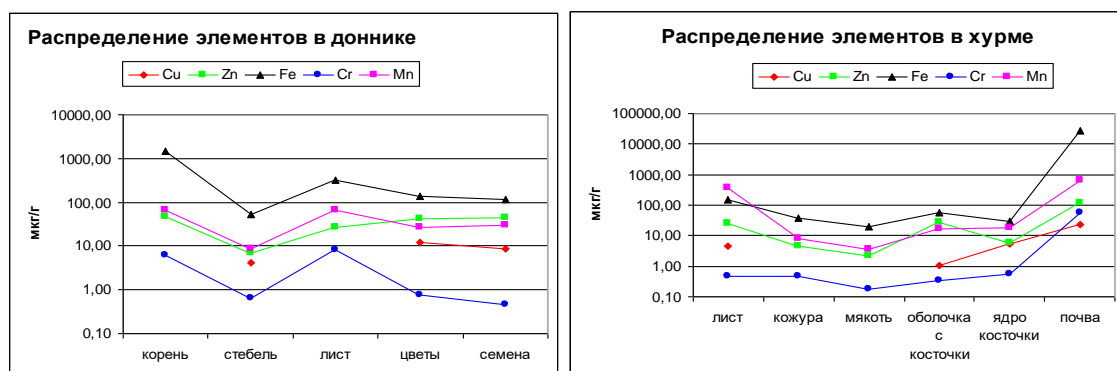 Распределение элементов в доннике
Cu Zn Fe Cr Mn
мкг/г
10000,00
1000,00
100,00
10,00
1,00
0,10
корень стебель лист цветы семена
Распределение элементов в хурме
Cu Zn Fe Cr Mn
мкг/г
100000,00
10000,00
1000,00
100,00
10,00
1,00
0,10
лист кожура мякоть оболочка ядро почва
с косточки
косточки